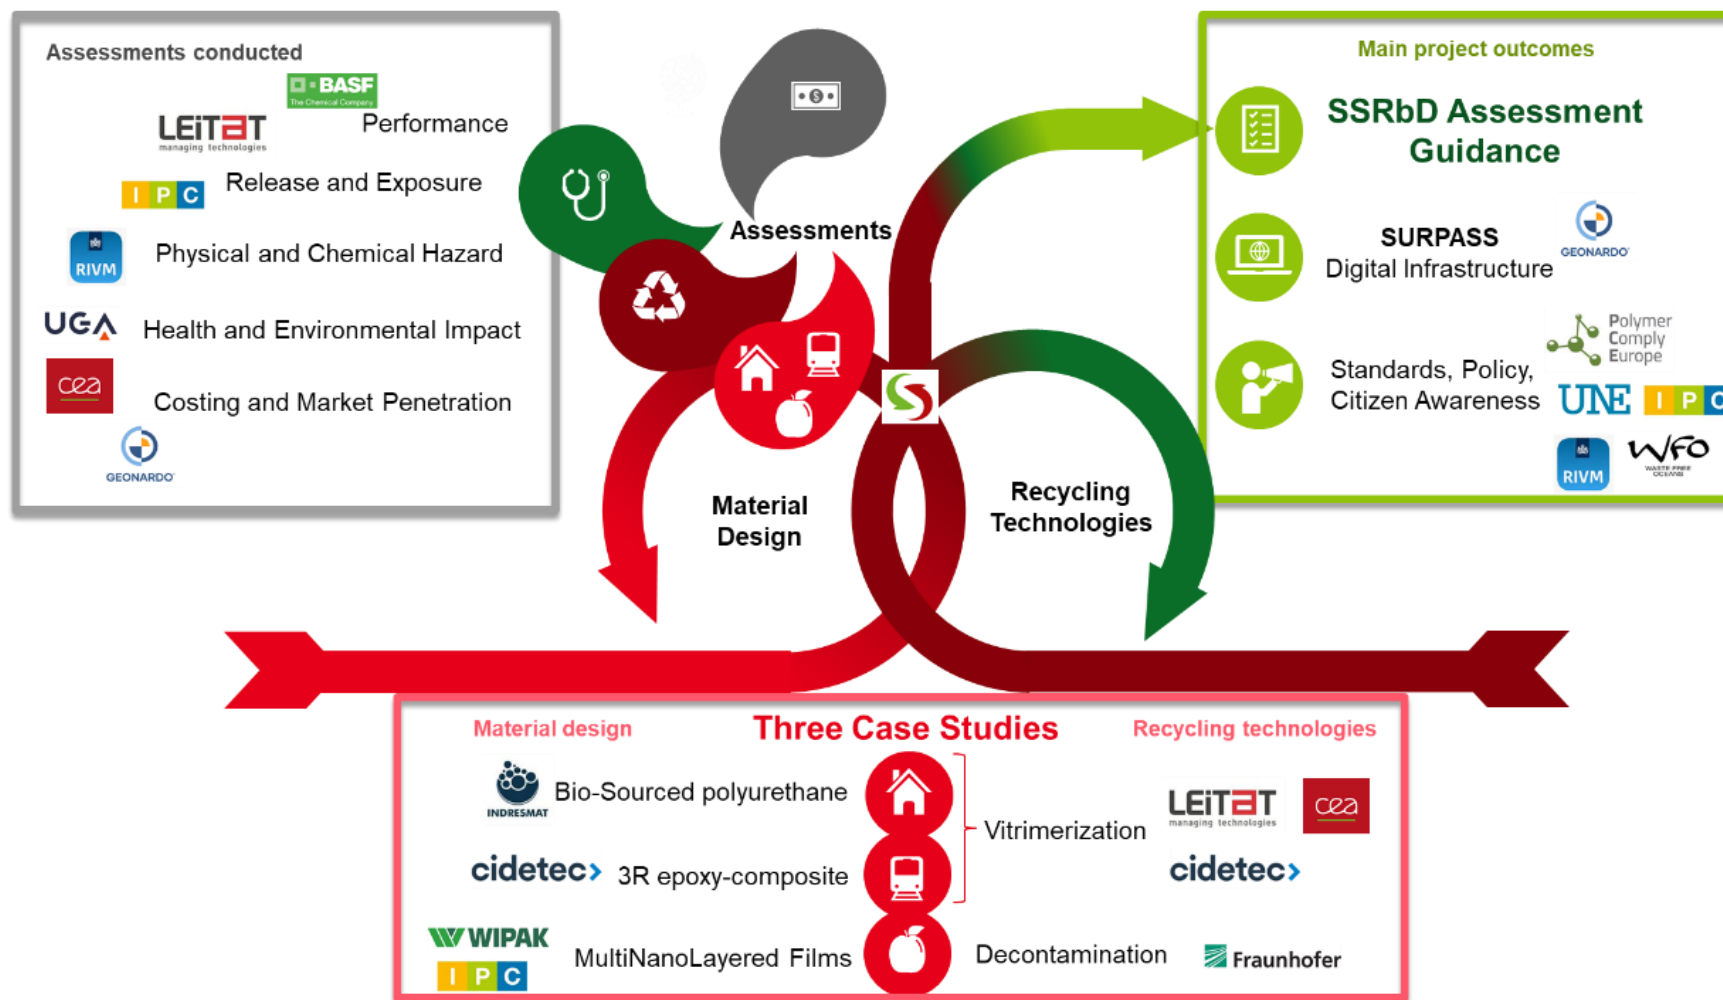 Assessments conducted
BASF
The Chemical Company
LEITAT
managing technologies
Performance
IPC
Release and Exposure
RIVM
Physical and Chemical Hazard
UGA
Health and Environmental Impact
cea
Costing and Market Penetration
GEONARDO
Assessments
Material
Design
Recycling
Technologies
Main project outcomes
SSRbD Assessment
Guidance
SURPASS
Digital Infrastructure
GEONARDO
Polymer
Comply
Europe
Standards, Policy,
Citizen Awareness
UNE
IPC
RIVM
WFO
WASTE FREE
OCEANS
Three Case Studies
Material design
Recycling technologies
INDRESMAT
Bio-Sourced polyurethane
cidetec>
3R epoxy-composite
Vitrimerization
LEITAT
managing technologies
cea
cidetec>
WIPAK
IPC
MultiNanoLayered Films
Decontamination
Fraunhofer